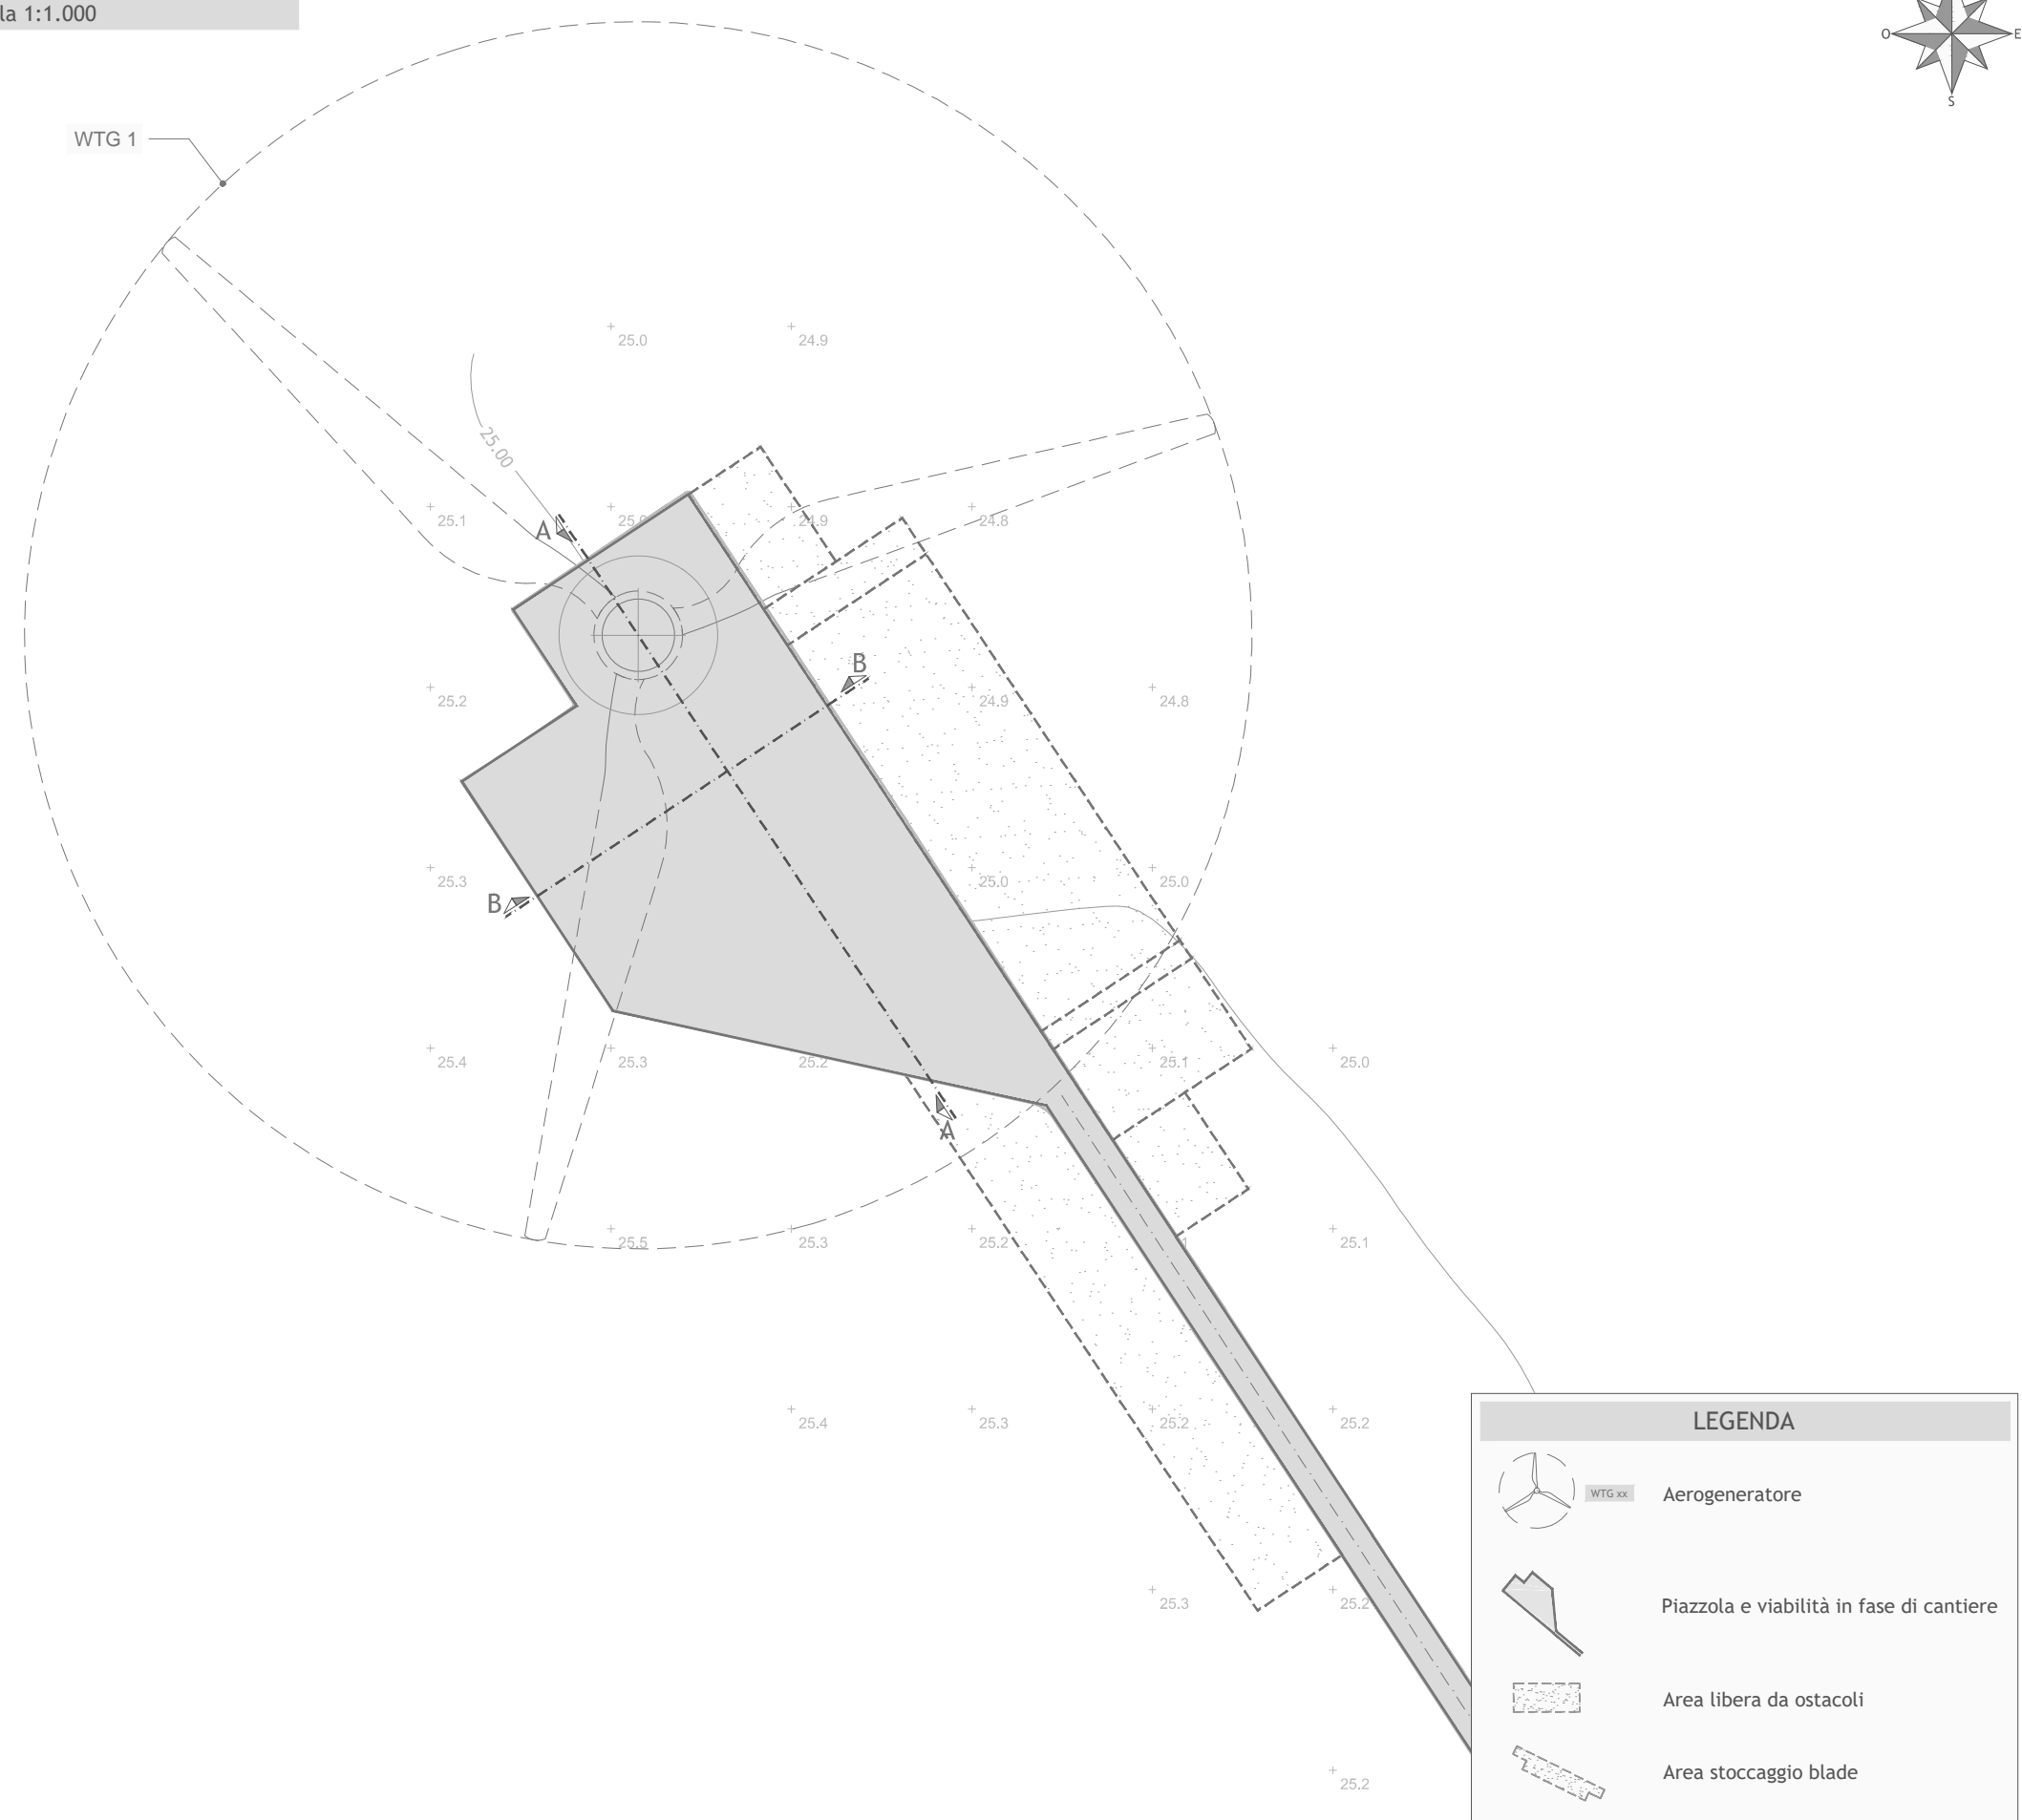 la 1:1.000
O
E
S
WTG 1
25.0
24.9
25.00
25.1
24.9
24.8
A
B
25.2
24.9
24.8
25.3
25.0
25.0
B
25.4
25.3
25.2
25.1
25.0
A
25.5
25.3
25.2
25.1
25.4
25.3
25.2
25.2
25.3
25.2
25.2
LEGENDA
WTG xx
Aerogeneratore
Piazzola e viabilità in fase di cantiere
Area libera da ostacoli
Area stoccaggio blade